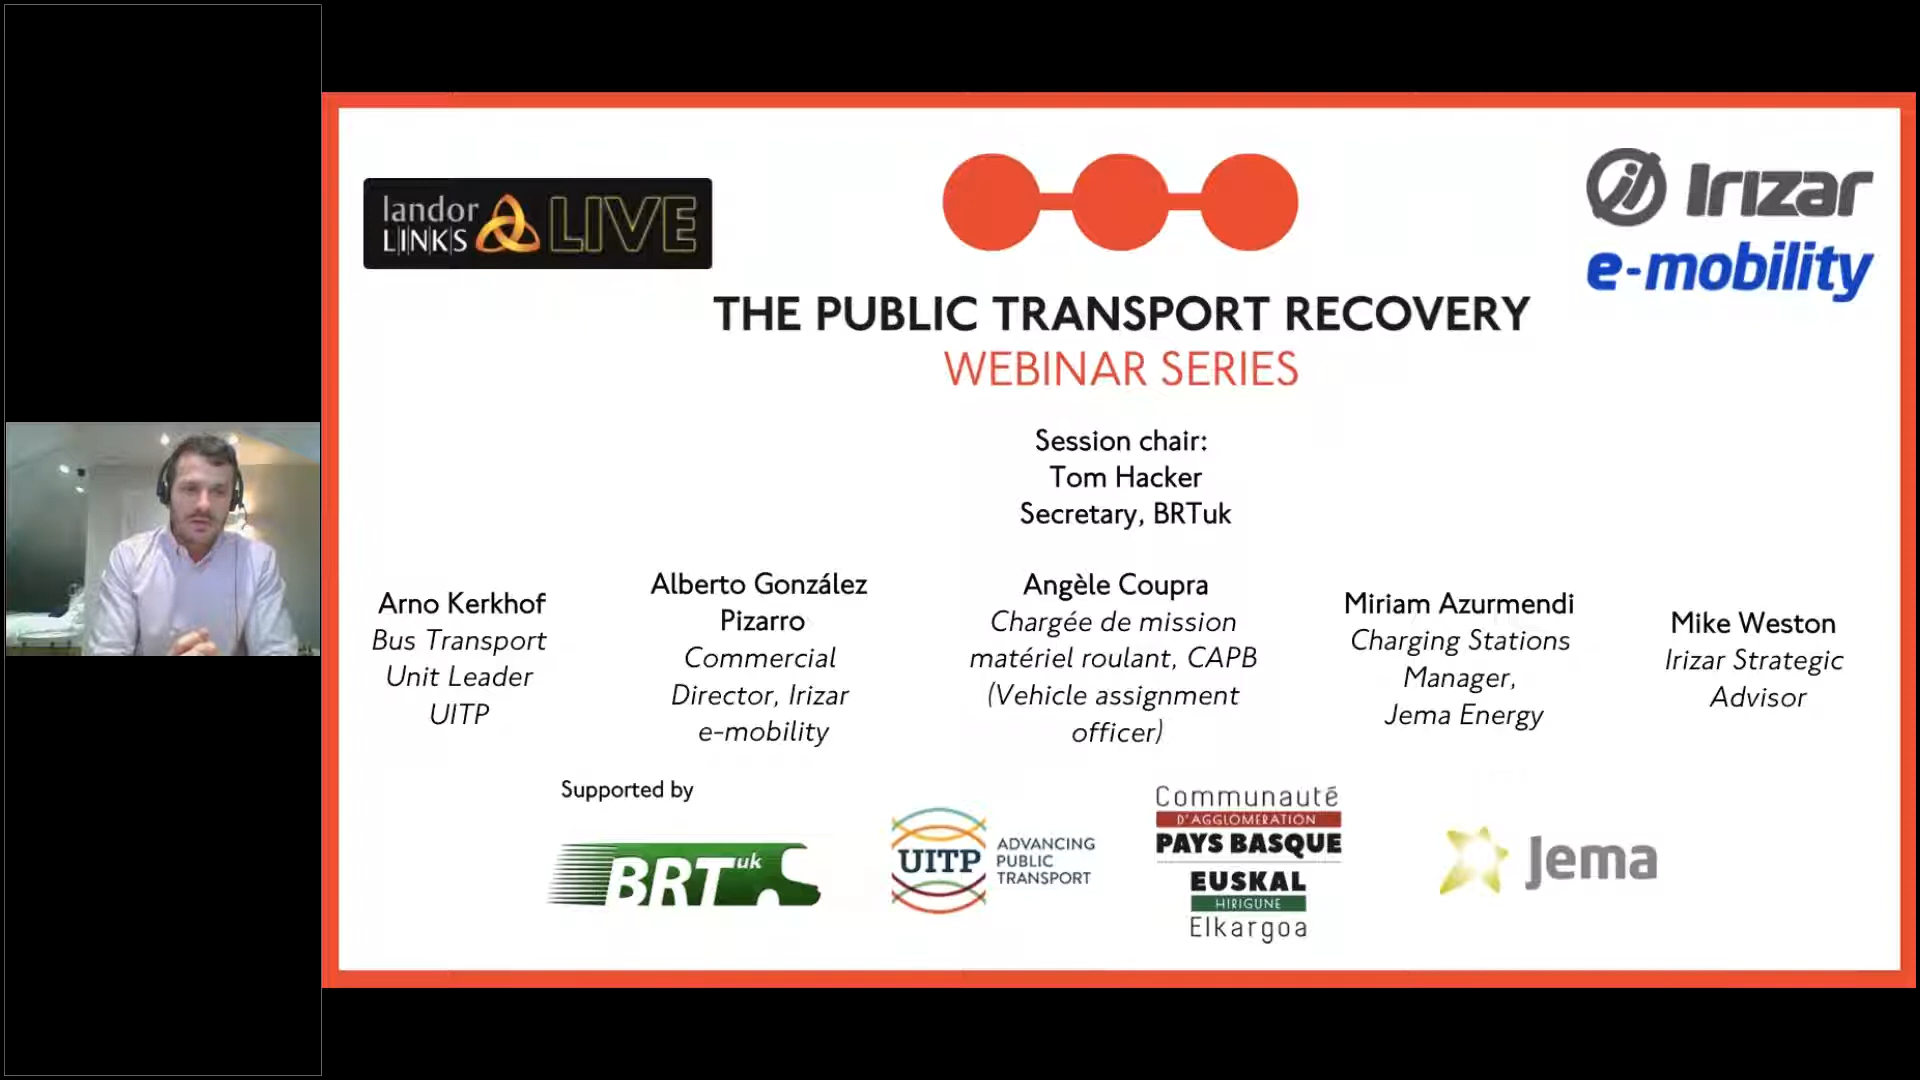 landor
LINKS
LIVE
Irizar
e-mobility
THE PUBLIC TRANSPORT RECOVERY
WEBINAR SERIES
Session chair:
Tom Hacker
Secretary, BRTuk
Arno Kerkhof
Bus Transport
Unit Leader
UITP
Alberto González
Pizarro
Commercial
Director, Irizar
e-mobility
Angèle Coupra
Chargée de mission
matériel roulant, CAPB
(Vehicle assignment
officer)
Miriam Azurmendi
Charging Stations
Manager,
Jema Energy
Mike Weston
Irizar Strategic
Advisor
Supported by
BRTuk
UITP
ADVANCING
PUBLIC
TRANSPORT
Communauté
D'AGGLOMERATION
PAYS BASQUE
EUSKAL
HIRIGUNE
Elkargoa
Jema